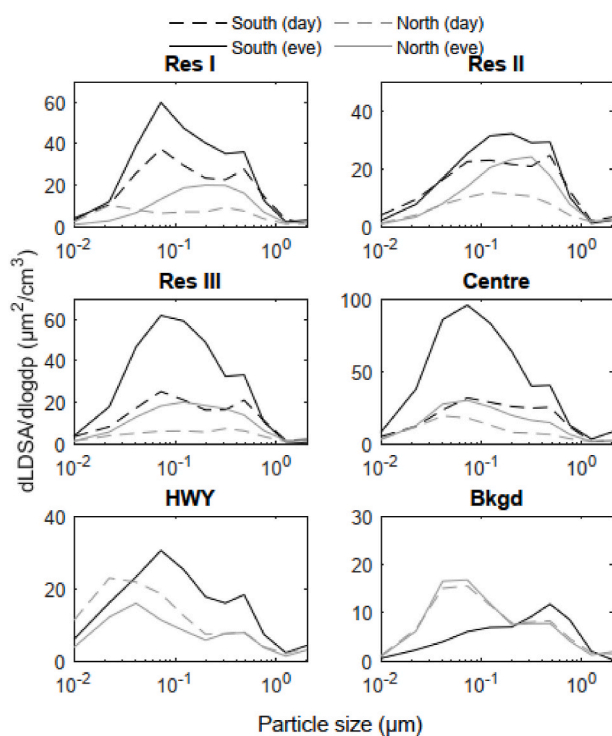 South (day) North (day)
South (eve) North (eve)
Res I Res II
60
40
20
0
10-2 10-1 100
40
20
0
10-2 10-1 100
Res III Centre
60
40
20
0
10-2 10-1 100
100
50
0
10-2 10-1 100
HWY Bkgd
40
20
0
10-2 10-1 100
30
20
10
0
10-2 10-1 100
dLDSA/dlogdp (μm2/cm3)
Particle size (μm)